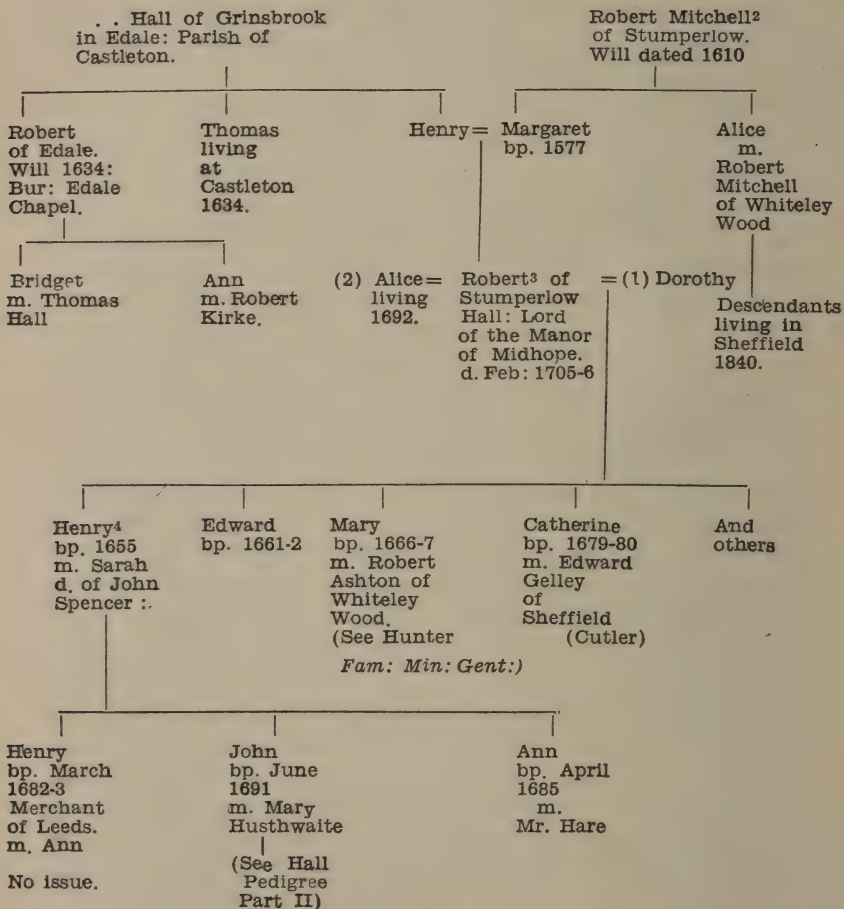 . . Hall of Grinsbrook
in Edale: Parish of
Castleton.
Robert Mitchell²
of Stumperlow.
Will dated 1610
Robert
of Edale.
Will 1634:
Bur: Edale
Chapel.
Thomas
living
at
Castleton
1634.
Henry =
Margaret
bp. 1577
Alice
m.
Robert
Mitchell
of Whiteley
Wood
Bridget
m. Thomas
Hall
Ann
m. Robert
Kirke.
(2) Alice =
living
1692.
Robert³ of
Stumperlow
Hall: Lord
of the Manor
of Midhope.
d. Feb: 1705-6
= (1) Dorothy
Descendants
living in
Sheffield
1840.
Henry⁴
bp. 1655
m. Sarah
d. of John
Spencer :.
Edward
bp. 1661-2
Mary
bp. 1666-7
m. Robert
Ashton of
Whiteley
Wood.
(See Hunter
Fam: Min: Gent:)
Catherine
bp. 1679-80
m. Edward
Gelley
of
Sheffield
(Cutler)
And
others
Henry
bp. March
1682-3
Merchant
of Leeds.
m. Ann
No issue.
John
bp. June
1691
m. Mary
Husthwaite
(See Hall
Pedigree
Part II)
Ann
bp. April
1685
m.
Mr. Hare